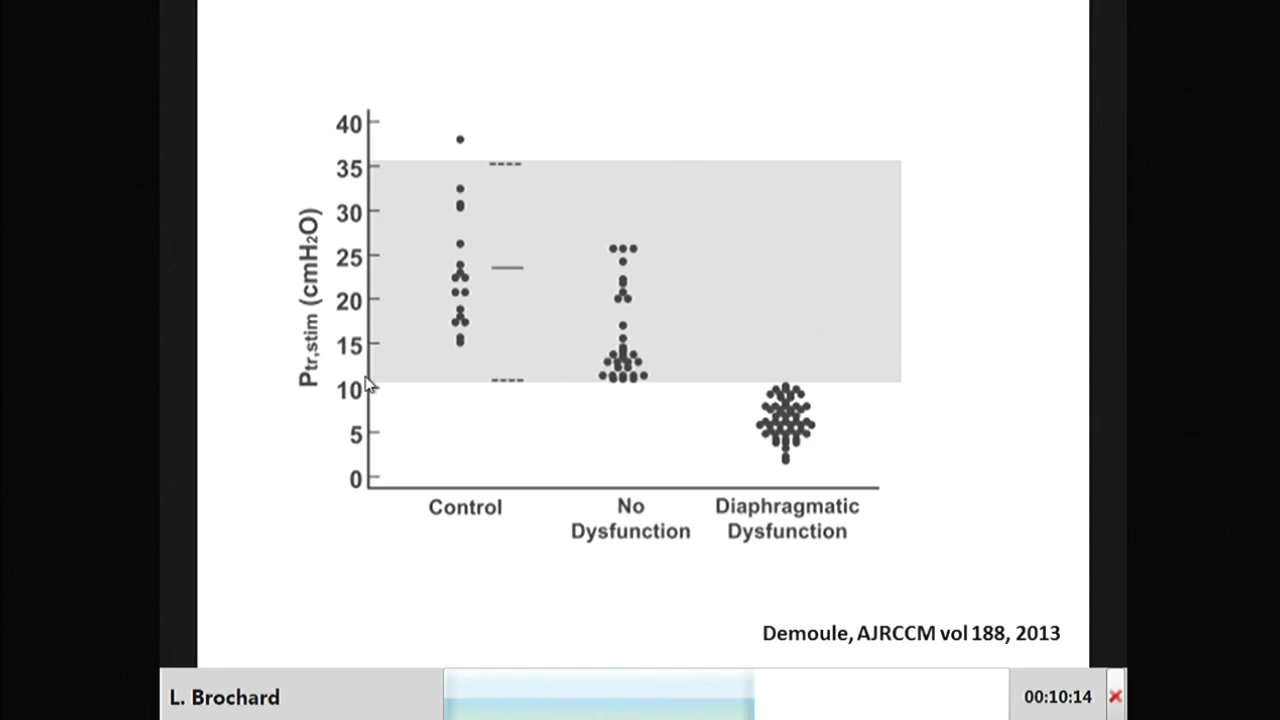 40
35
30
25
20
15
10
5
0
Ptr,stim (cmH₂O)
Control
No
Dysfunction
Diaphragmatic
Dysfunction
Demoule, AJRCCM vol 188, 2013
L. Brochard
00:10:14